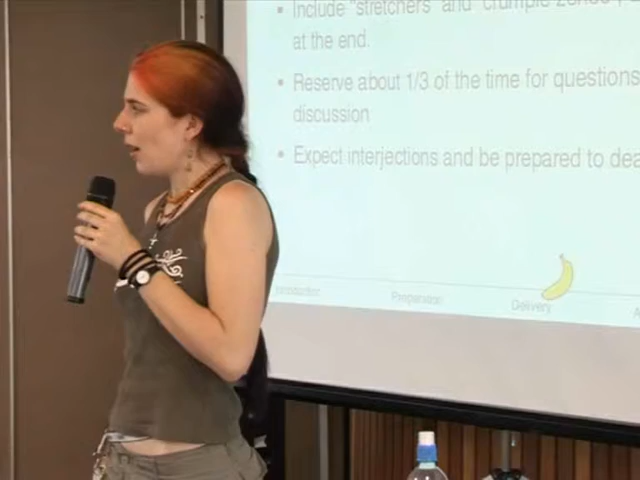 • Include "stretchers" and "crumple zones"
at the end.
• Reserve about 1/3 of the time for questions
discussion
• Expect interjections and be prepared to dea
Introduction
Preparation
Delivery
A